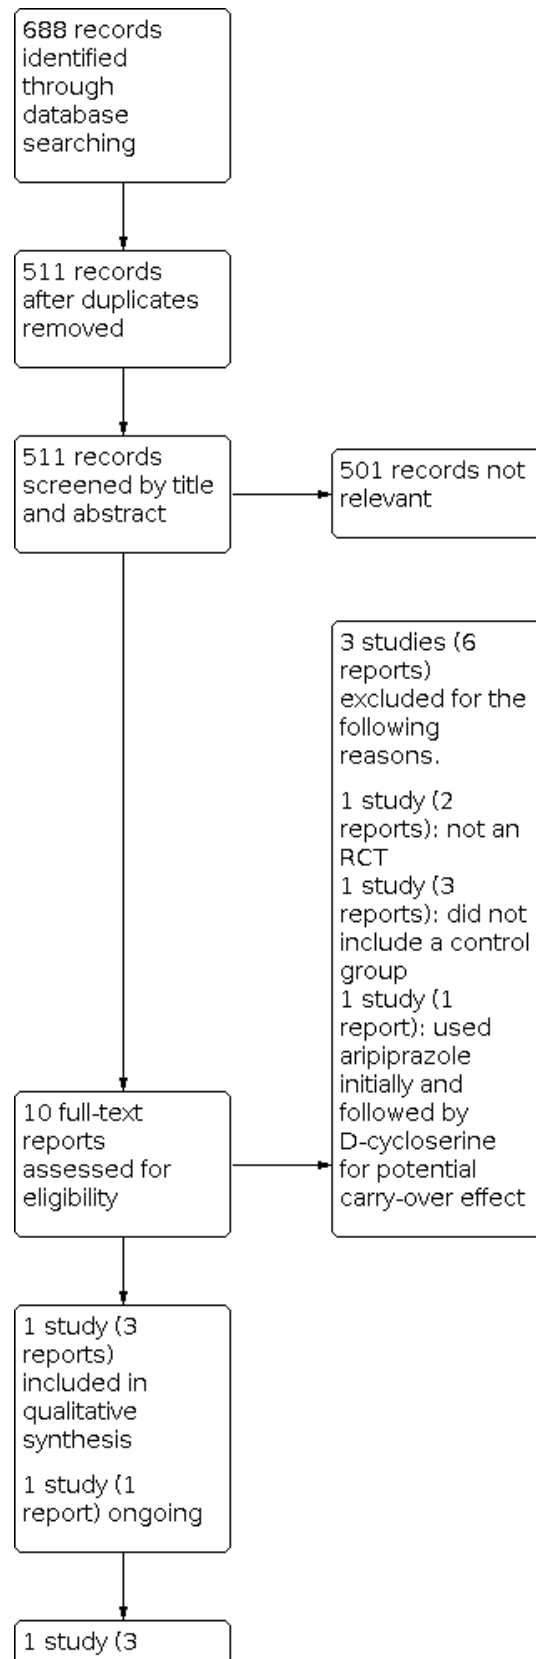 688 records
identified
through
database
searching
511 records
after duplicates
removed
511 records
screened by title
and abstract
501 records not
relevant
3 studies (6
reports)
excluded for the
following
reasons.
1 study (2
reports): not an
RCT
1 study (3
reports): did not
include a control
group
1 study (1
report): used
aripiprazole
initially and
followed by
D-cycloserine
for potential
carry-over effect
10 full-text
reports
assessed for
eligibility
1 study (3
reports)
included in
qualitative
synthesis
1 study (1
report) ongoing
1 study (3